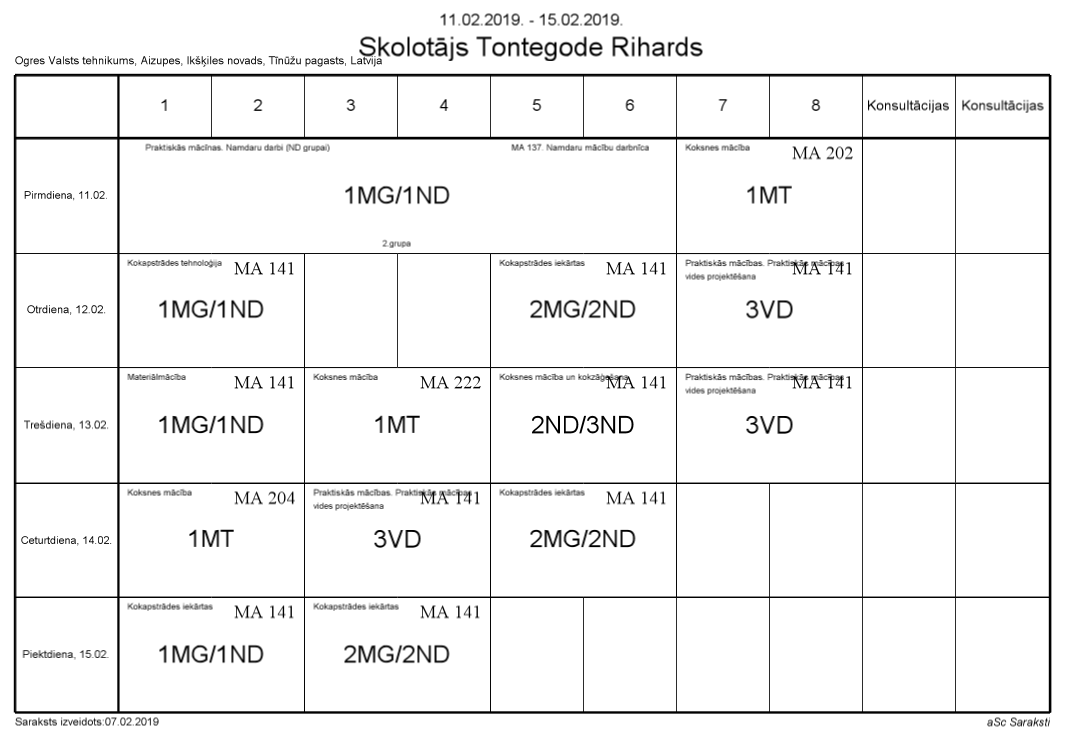 11.02.2019. - 15.02.2019.
Skolotājs Tontegode Rihards
Ogres Valsts tehnikums, Aizupes, Ikšķiles novads, Tīnūžu pagasts, Latvija
1 2 3 4 5 6 7 8 Konsultācijas Konsultācijas
Pirmdiena, 11.02.
Praktiskās mācīnas. Namdaru darbi (ND grupai) MA 137. Namdaru mācību darbnīca
1MG/1ND
2.grupa
Koksnes mācība MA 202
1MT
Otrdiena, 12.02.
Kokapstrādes tehnoloģija MA 141
1MG/1ND
Kokapstrādes iekārtas MA 141
2MG/2ND
Praktiskās mācības. Praktiskās mācības MA 141
vides projektēšana
3VD
Trešdiena, 13.02.
Materiālmācība MA 141
1MG/1ND
Koksnes mācība MA 222
1MT
Koksnes mācība un kokzāģēšana MA 141
2ND/3ND
Praktiskās mācības. Praktiskās mācības MA 141
vides projektēšana
3VD
Ceturtdiena, 14.02.
Koksnes mācība MA 204
1MT
Praktiskās mācības. Praktiskās mācības MA 141
vides projektēšana
3VD
Kokapstrādes iekārtas MA 141
2MG/2ND
Piektdiena, 15.02.
Kokapstrādes iekārtas MA 141
1MG/1ND
Kokapstrādes iekārtas MA 141
2MG/2ND
Saraksts izveidots:07.02.2019
aSc Saraksti